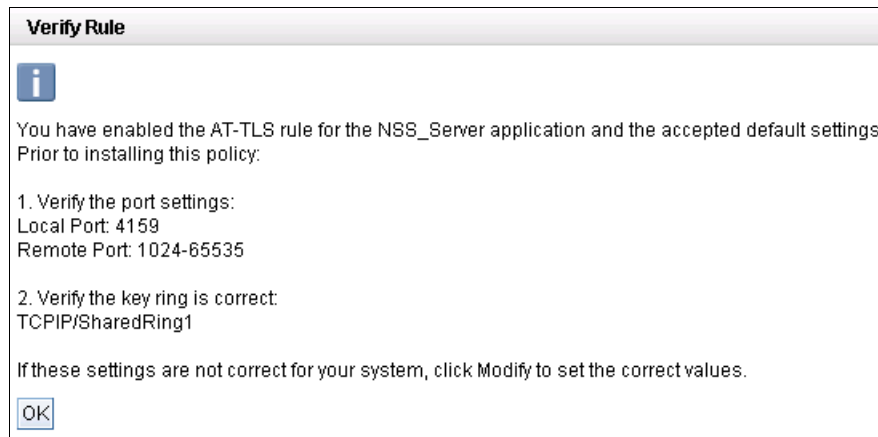 Verify Rule
i
You have enabled the AT-TLS rule for the NSS_Server application and the accepted default settings
Prior to installing this policy:
1. Verify the port settings:
Local Port: 4159
Remote Port: 1024-65535
2. Verify the key ring is correct:
TCPIP/SharedRing1
If these settings are not correct for your system, click Modify to set the correct values.
OK